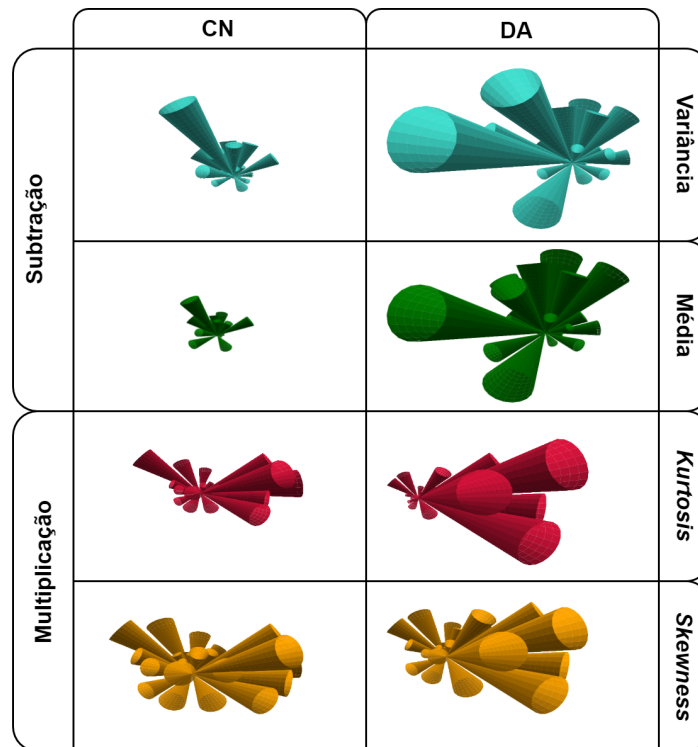 CN
DA
Subtração
Variância
Média
Multiplicação
Kurtosis
Skewness